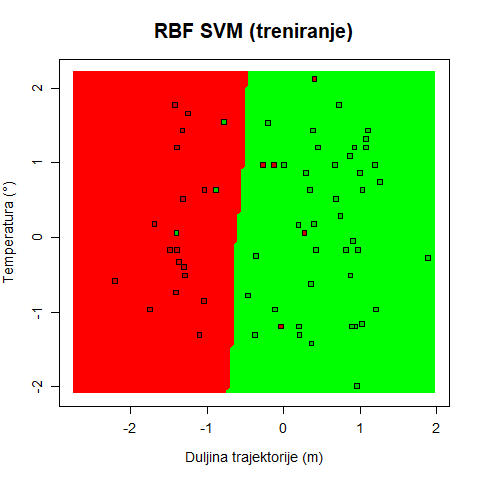 RBF SVM (treniranje)
Temperatura (°)
2
1
0
-1
-2
-2 -1 0 1 2
Duljina trajektorije (m)